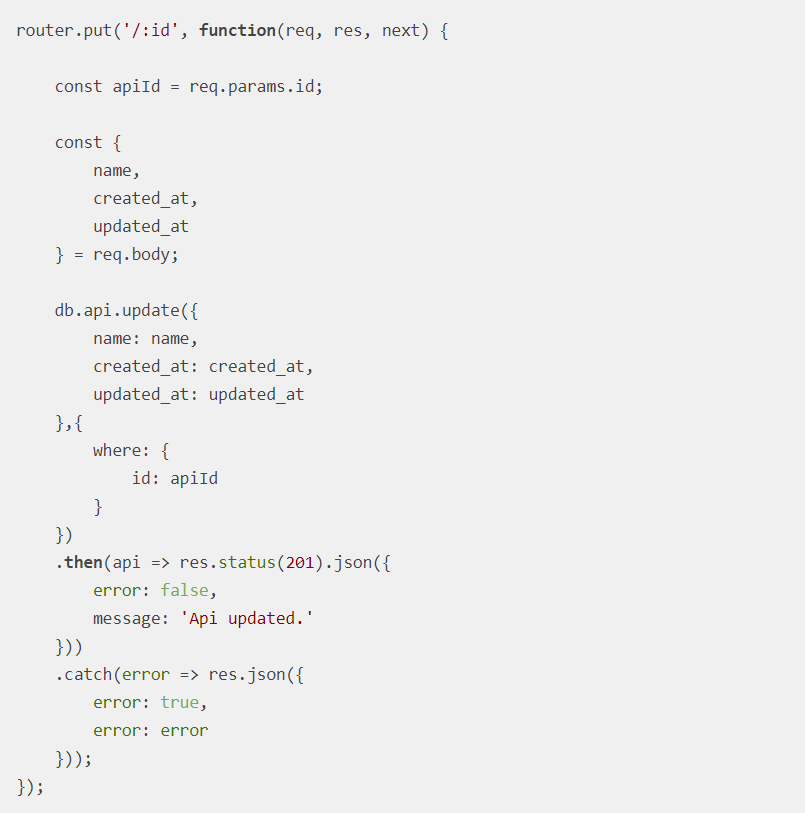 router.put('/:id', function(req, res, next) {
    const apiId = req.params.id;
    const {
        name,
        created_at,
        updated_at
    } = req.body;
    db.api.update({
        name: name,
        created_at: created_at,
        updated_at: updated_at
    },{
        where: {
            id: apiId
        }
    })
    .then(api => res.status(201).json({
        error: false,
        message: 'Api updated.'
    }))
    .catch(error => res.json({
        error: true,
        error: error
    }));
});